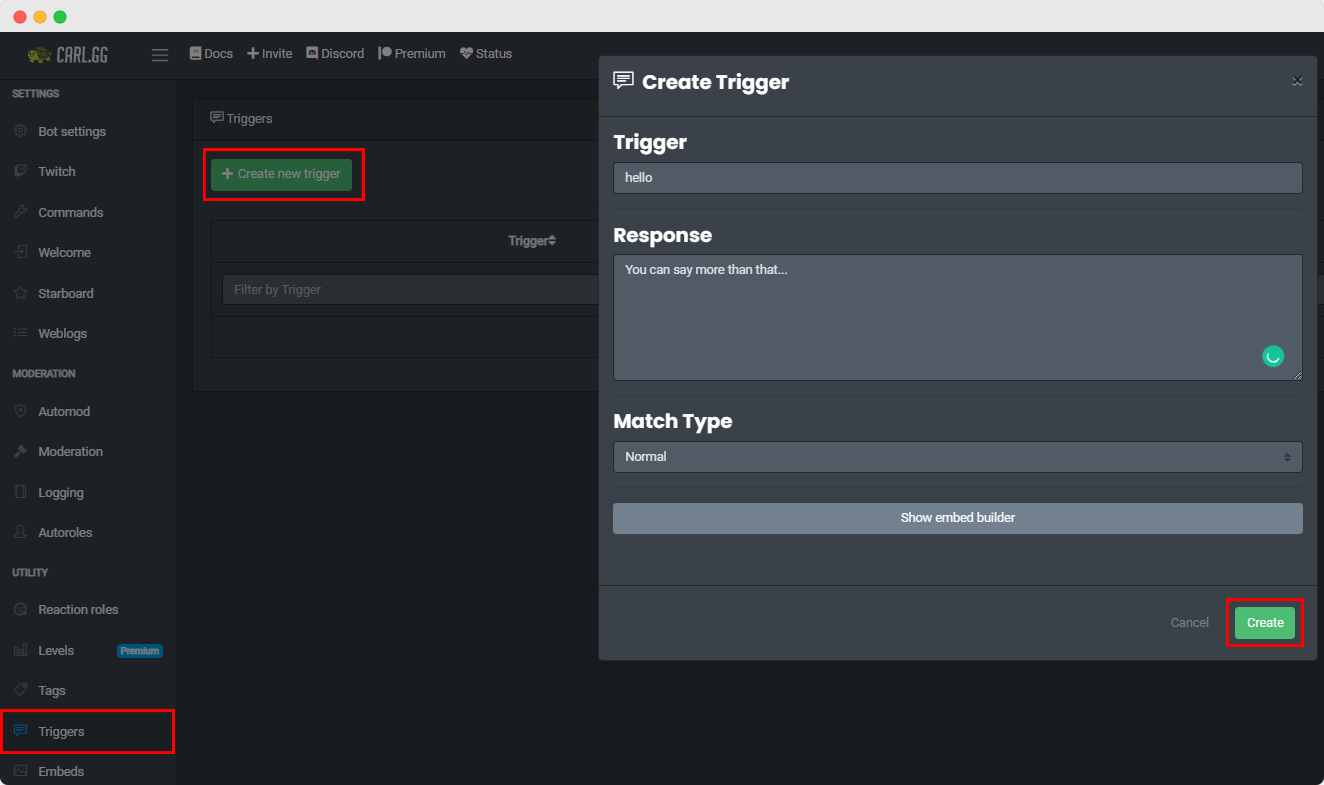 CARL.GG
Docs
Invite
Discord
Premium
Status
SETTINGS
Bot settings
Twitch
Commands
Welcome
Starboard
Weblogs
MODERATION
Automod
Moderation
Logging
Autoroles
UTILITY
Reaction roles
Levels
Premium
Tags
Triggers
Embeds
Triggers
Create new trigger
Trigger
Filter by Trigger
Create Trigger
Trigger
hello
Response
You can say more than that...
Match Type
Normal
Show embed builder
Cancel
Create